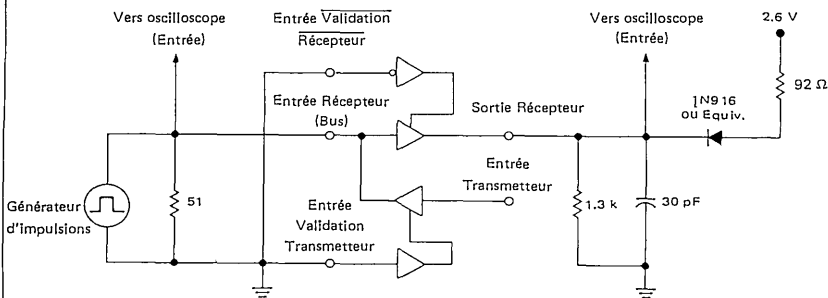 Vers oscilloscope
(Entrée)
Entrée Validation
Récepteur
Vers oscilloscope
(Entrée)
2.6 V
92 Ω
1N916
ou Equiv.
Entrée Récepteur
(Bus)
Sortie Récepteur
Entrée
Transmetteur
Générateur
d'impulsions
51
Entrée
Validation
Transmetteur
1.3 k
30 pF